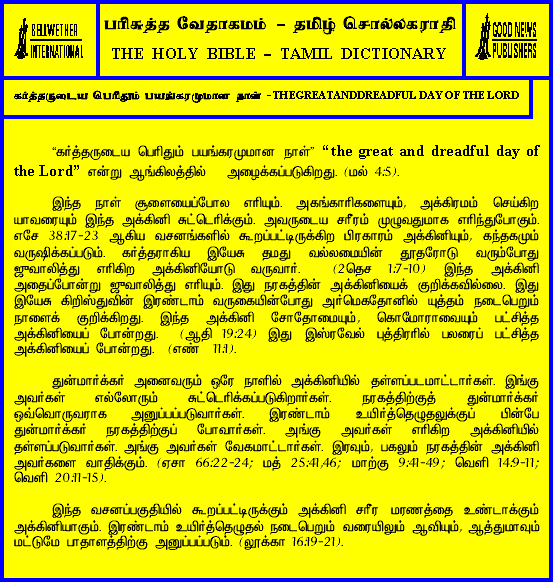 BELLWETHER
INTERNATIONAL
பரிசுத்த வேதாகமம் – தமிழ் சொல்லகராதி
THE HOLY BIBLE – TAMIL DICTIONARY
GOOD NEWS
PUBLISHERS
கர்த்தருடைய பெரிதும் பயங்கரமுமான நாள் -THEGREATANDDREADFUL DAY OF THE LORD
“கர்த்தருடைய பெரிதும் பயங்கரமுமான நாள்” “the great and dreadful day of
the Lord” என்று ஆங்கிலத்தில் அழைக்கப்படுகிறது. (மல் 4:5).
இந்த நாள் சூளையைப்போல எரியும். அகங்காரிகளையும், அக்கிரமம் செய்கிற
யாவரையும் இந்த அக்கினி சுட்டெரிக்கும். அவருடைய சரீரம் முழுவதுமாக எரிந்துபோகும்.
எசே 38:17-23 ஆகிய வசனங்களில் கூறப்பட்டிருக்கிற பிரகாரம் அக்கினியும், கந்தகமும்
வருஷிக்கப்படும். கர்த்தராகிய இயேசு தமது வல்லமையின் தூதரோடு வரும்போது
ஜுவாலித்து எரிகிற அக்கினியோடு வருவார். (2தெச 1:7-10) இந்த அக்கினி
அதைப்போன்று ஜுவாலித்து எரியும். இது நரகத்தின் அக்கினியைக் குறிக்கவில்லை. இது
இயேசு கிறிஸ்துவின் இரண்டாம் வருகையின்போது அர்மெகதோனில் யுத்தம் நடைபெறும்
நாளைக் குறிக்கிறது. இந்த அக்கினி சோதோமையும், கொமோராவையும் பட்சித்த
அக்கினியைப் போன்றது. (ஆதி 19:24) இது இஸ்ரவேல் புத்திரரில் பலரைப் பட்சித்த
அக்கினியைப் போன்றது. (எண் 11:1).
துன்மார்க்கர் அனைவரும் ஒரே நாளில் அக்கினியில் தள்ளப்படமாட்டார்கள். இங்கு
அவர்கள் எல்லோரும் சுட்டெரிக்கப்படுகிறார்கள். நரகத்திற்குத் துன்மார்க்கர்
ஒவ்வொருவராக அனுப்பப்படுவார்கள். இரண்டாம் உயிர்த்தெழுதலுக்குப் பின்பே
துன்மார்க்கர் நரகத்திற்குப் போவார்கள். அங்கு அவர்கள் எரிகிற அக்கினியில்
தள்ளப்படுவார்கள். அங்கு அவர்கள் வேகமாட்டார்கள். இரவும், பகலும் நரகத்தின் அக்கினி
அவர்களை வாதிக்கும். (ஏசா 66:22-24; மத் 25:41,46; மாற்கு 9:41-49; வெளி 14:9-11;
வெளி 20:11-15).
இந்த வசனப்பகுதியில் கூறப்பட்டிருக்கும் அக்கினி சரீர மரணத்தை உண்டாக்கும்
அக்கினியாகும். இரண்டாம் உயிர்த்தெழுதல் நடைபெறும் வரையிலும் ஆவியும், ஆத்துமாவும்
மட்டுமே பாதாளத்திற்கு அனுப்பப்படும். (லூக்கா 16:19-21).